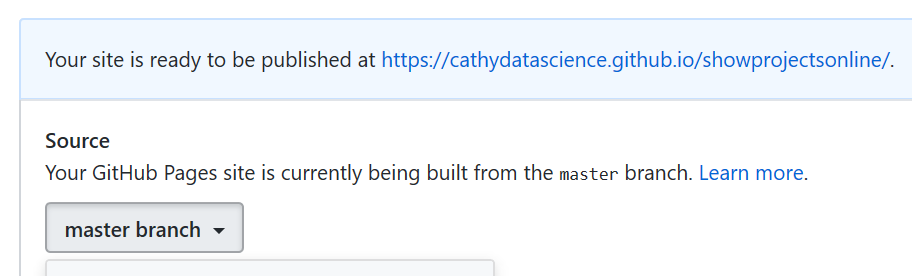 Your site is ready to be published at https://cathydatascience.github.io/showprojectsonline/.
Source
Your GitHub Pages site is currently being built from the master branch. Learn more.
master branch